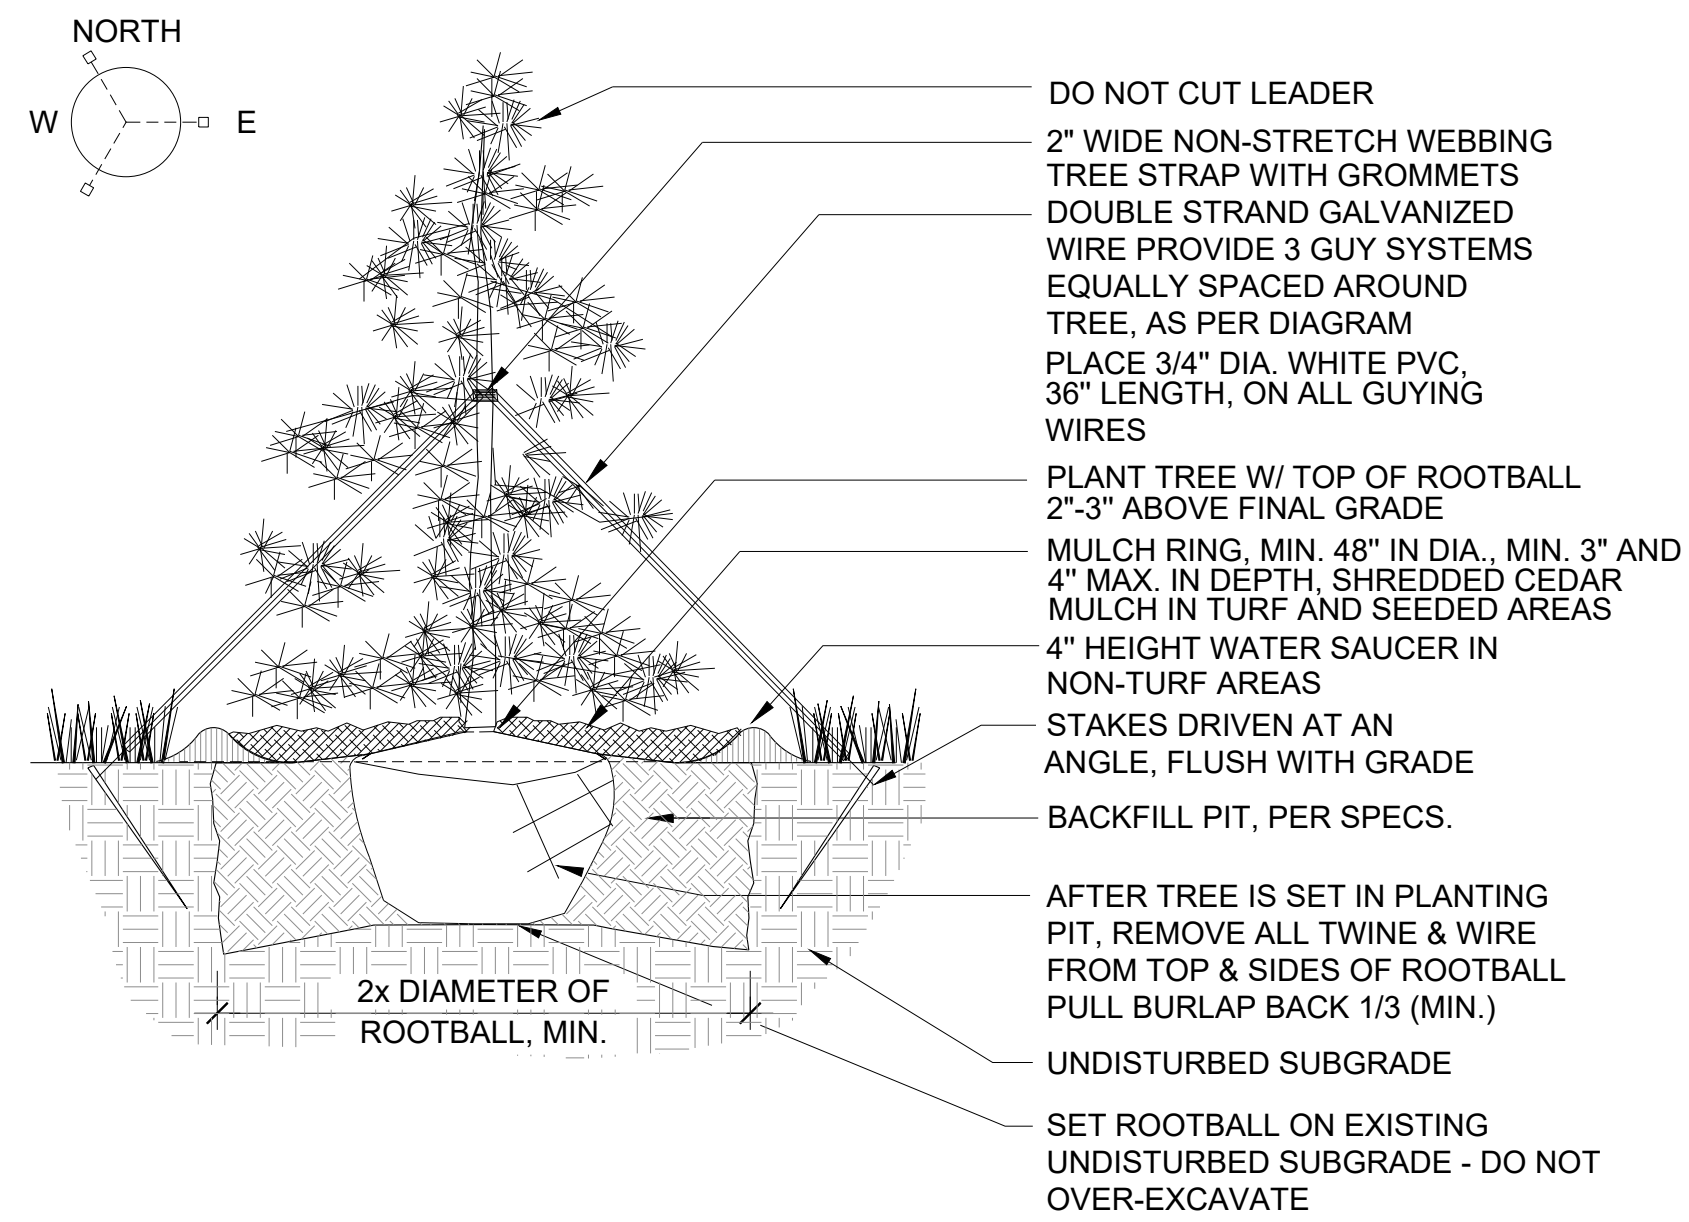 NORTH
W
E
DO NOT CUT LEADER
2" WIDE NON-STRETCH WEBBING
TREE STRAP WITH GROMMETS
DOUBLE STRAND GALVANIZED
WIRE PROVIDE 3 GUY SYSTEMS
EQUALLY SPACED AROUND
TREE, AS PER DIAGRAM
PLACE 3/4" DIA. WHITE PVC,
36" LENGTH, ON ALL GUYING
WIRES
PLANT TREE W/ TOP OF ROOTBALL
2"-3" ABOVE FINAL GRADE
MULCH RING, MIN. 48" IN DIA., MIN. 3" AND
4" MAX. IN DEPTH, SHREDDED CEDAR
MULCH IN TURF AND SEEDED AREAS
4" HEIGHT WATER SAUCER IN
NON-TURF AREAS
STAKES DRIVEN AT AN
ANGLE, FLUSH WITH GRADE
BACKFILL PIT, PER SPECS.
AFTER TREE IS SET IN PLANTING
PIT, REMOVE ALL TWINE & WIRE
FROM TOP & SIDES OF ROOTBALL
PULL BURLAP BACK 1/3 (MIN.)
UNDISTURBED SUBGRADE
SET ROOTBALL ON EXISTING
UNDISTURBED SUBGRADE - DO NOT
OVER-EXCAVATE
2x DIAMETER OF
ROOTBALL, MIN.